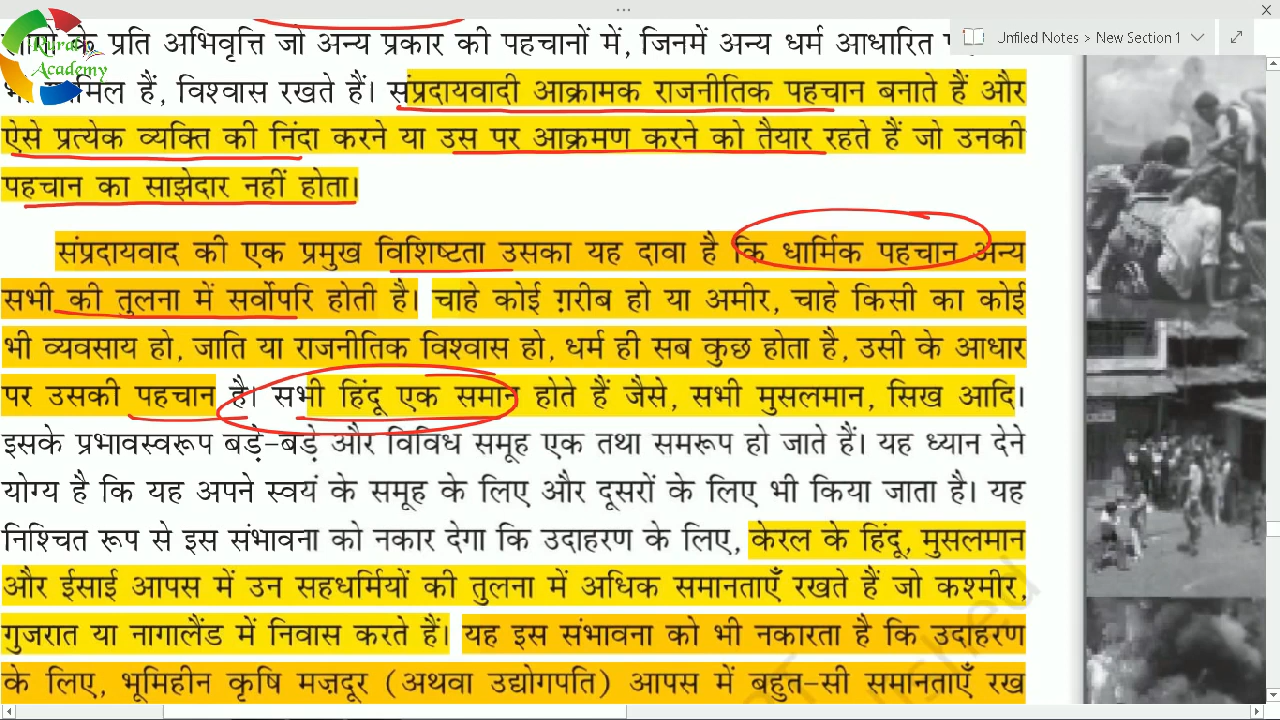 Rural
Academy
Unfiled Notes > New Section 1
के प्रति अभिवृत्ति जो अन्य प्रकार की पहचानों में, जिनमें अन्य धर्म आधारित
हैं, विश्वास रखते हैं। संप्रदायवादी आक्रामक राजनीतिक पहचान बनाते हैं और
ऐसे प्रत्येक व्यक्ति की निंदा करने या उस पर आक्रमण करने को तैयार रहते हैं जो उनकी
पहचान का साझेदार नहीं होता।
संप्रदायवाद की एक प्रमुख विशिष्टता उसका यह दावा है कि धार्मिक पहचान अन्य
सभी की तुलना में सर्वोपरि होती है। चाहे कोई ग़रीब हो या अमीर, चाहे किसी का कोई
भी व्यवसाय हो, जाति या राजनीतिक विश्वास हो, धर्म ही सब कुछ होता है, उसी के आधार
पर उसकी पहचान है। सभी हिंदू एक समान होते हैं जैसे, सभी मुसलमान, सिख आदि।
इसके प्रभावस्वरूप बड़े-बड़े और विविध समूह एक तथा समरूप हो जाते हैं। यह ध्यान देने
योग्य है कि यह अपने स्वयं के समूह के लिए और दूसरों के लिए भी किया जाता है। यह
निश्चित रूप से इस संभावना को नकार देगा कि उदाहरण के लिए, केरल के हिंदू, मुसलमान
और ईसाई आपस में उन सहधर्मियों की तुलना में अधिक समानताएँ रखते हैं जो कश्मीर,
गुजरात या नागालैंड में निवास करते हैं। यह इस संभावना को भी नकारता है कि उदाहरण
के लिए, भूमिहीन कृषि मज़दूर (अथवा उद्योगपति) आपस में बहुत-सी समानताएँ रख